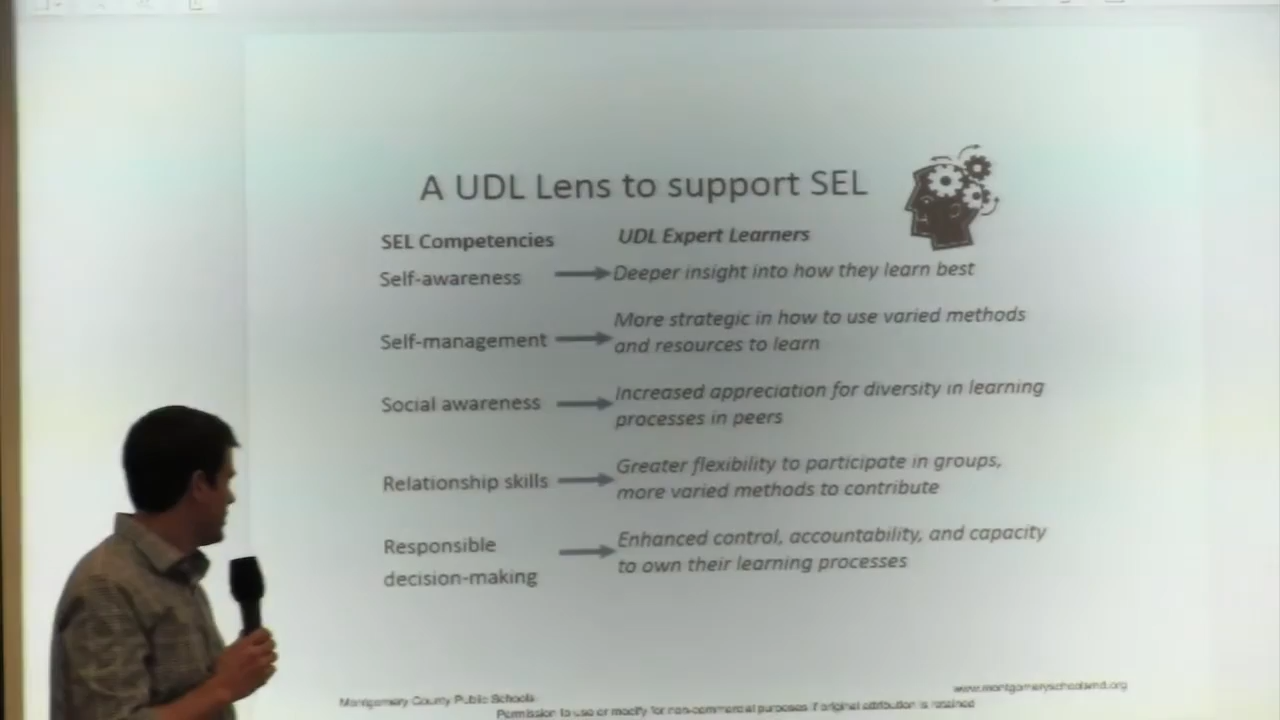 A UDL Lens to support SEL
SEL Competencies
UDL Expert Learners
Self-awareness
Deeper insight into how they learn best
Self-management
More strategic in how to use varied methods
and resources to learn
Social awareness
Increased appreciation for diversity in learning
processes in peers
Relationship skills
Greater flexibility to participate in groups,
more varied methods to contribute
Responsible
decision-making
Enhanced control, accountability, and capacity
to own their learning processes
Montgomery County Public Schools
www.montgomeryschoolsmd.org
Permission to use or modify for non-commercial purposes if original attribution is retained